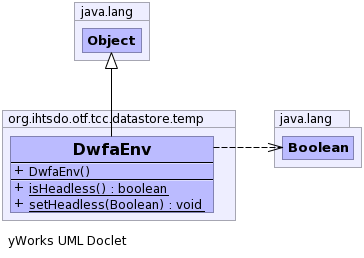 java.lang
Object
org.ihtsdo.otf.tcc.datastore.temp
java.lang
DwfaEnv
Boolean
+ DwfaEnv()
+ isHeadless() : boolean
+ setHeadless(Boolean) : void
yWorks UML Doclet